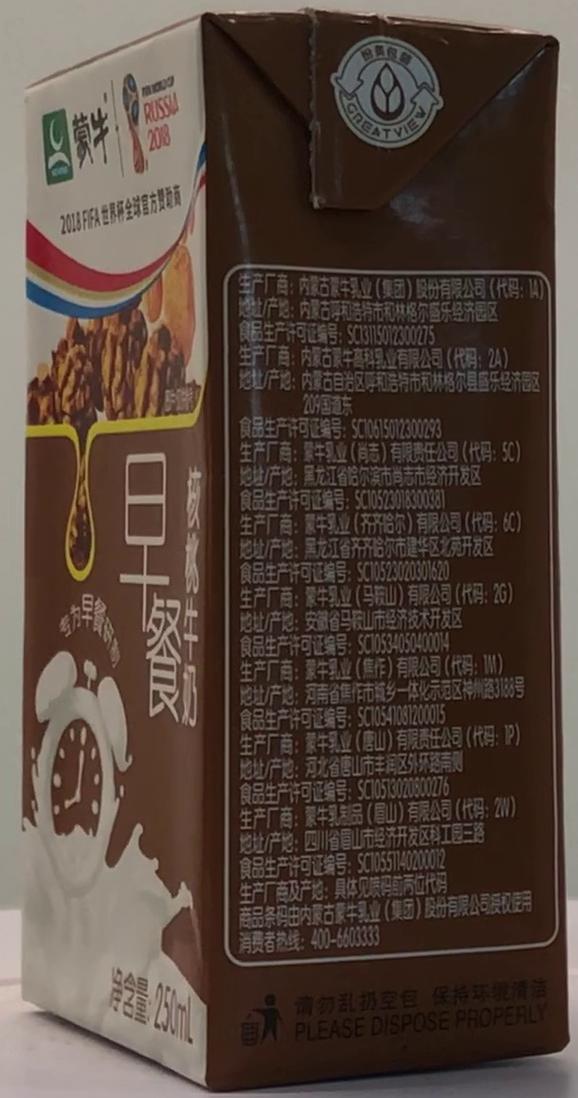 蒙牛
FIFA WORLD CUP
RUSSIA
2018
2018 FIFA 世界杯全球官方赞助商
早餐
核桃牛奶
专为早餐研制
净含量: 250mL
纷美包装
GREATVIEW
生产厂商: 内蒙古蒙牛乳业 (集团) 股份有限公司 (代码: 1A)
地址/产地: 内蒙古呼和浩特市和林格尔盛乐经济园区
食品生产许可证编号: SC13115012300275
生产厂商: 内蒙古蒙牛高科乳业有限公司 (代码: 2A)
地址/产地: 内蒙古自治区呼和浩特市和林格尔县盛乐经济园区
209国道东
食品生产许可证编号: SC10615012300293
生产厂商: 蒙牛乳业 (尚志) 有限责任公司 (代码: 5C)
地址/产地: 黑龙江省哈尔滨市尚志市经济开发区
食品生产许可证编号: SC10523018300381
生产厂商: 蒙牛乳业 (齐齐哈尔) 有限公司 (代码: 6C)
地址/产地: 黑龙江省齐齐哈尔市建华区北苑开发区
食品生产许可证编号: SC10523020301620
生产厂商: 蒙牛乳业 (马鞍山) 有限公司 (代码: 2G)
地址/产地: 安徽省马鞍山市经济技术开发区
食品生产许可证编号: SC10534050400014
生产厂商: 蒙牛乳业 (焦作) 有限公司 (代码: 1M)
地址/产地: 河南省焦作市城乡一体化示范区神州路3188号
食品生产许可证编号: SC10541081200015
生产厂商: 蒙牛乳业 (唐山) 有限责任公司 (代码: 1P)
地址/产地: 河北省唐山市丰润区外环路南侧
食品生产许可证编号: SC10513020800276
生产厂商: 蒙牛乳制品 (眉山) 有限公司 (代码: 2W)
地址/产地: 四川省眉山市经济开发区科工园三路
食品生产许可证编号: SC10551140200012
生产厂商及产地: 具体见喷码前两位代码
商品条码由内蒙古蒙牛乳业 (集团) 股份有限公司授权使用
消费者热线: 400-6603333
请勿乱扔空包 保持环境清洁
PLEASE DISPOSE PROPERLY